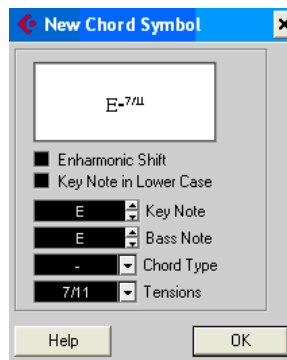 New Chord Symbol
E-7/11
Enharmonic Shift
Key Note in Lower Case
E Key Note
E Bass Note
- Chord Type
7/11 Tensions
Help OK